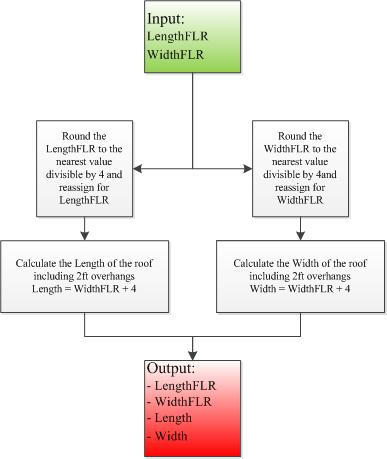 Input:
LengthFLR
WidthFLR
Round the
LengthFLR to the
nearest value
divisible by 4 and
reassign for
LengthFLR
Round the
WidthFLR to the
nearest value
divisible by 4and
reassign for
WidthFLR
Calculate the Length of the roof
including 2ft overhangs
Length = WidthFLR + 4
Calculate the Width of the roof
including 2ft overhangs
Width = WidthFLR + 4
Output:
- LengthFLR
- WidthFLR
- Length
- Width